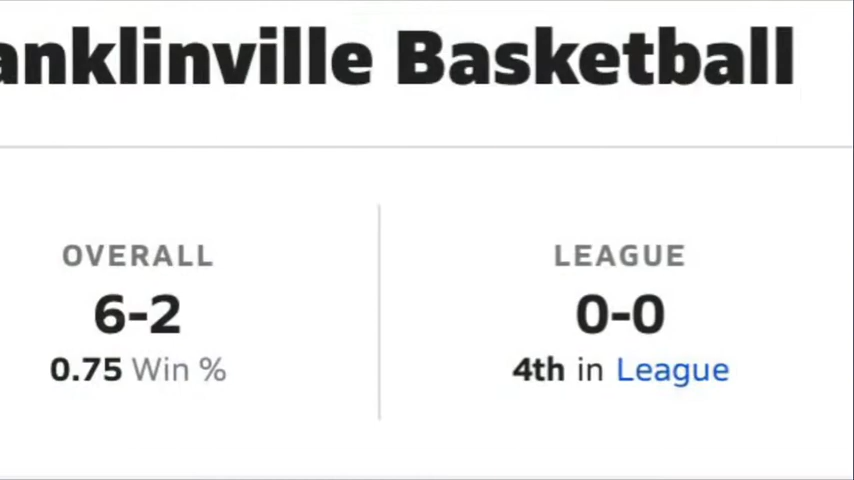 anklinville Basketball
OVERALL
6-2
0.75 Win %
LEAGUE
0-0
4th in League